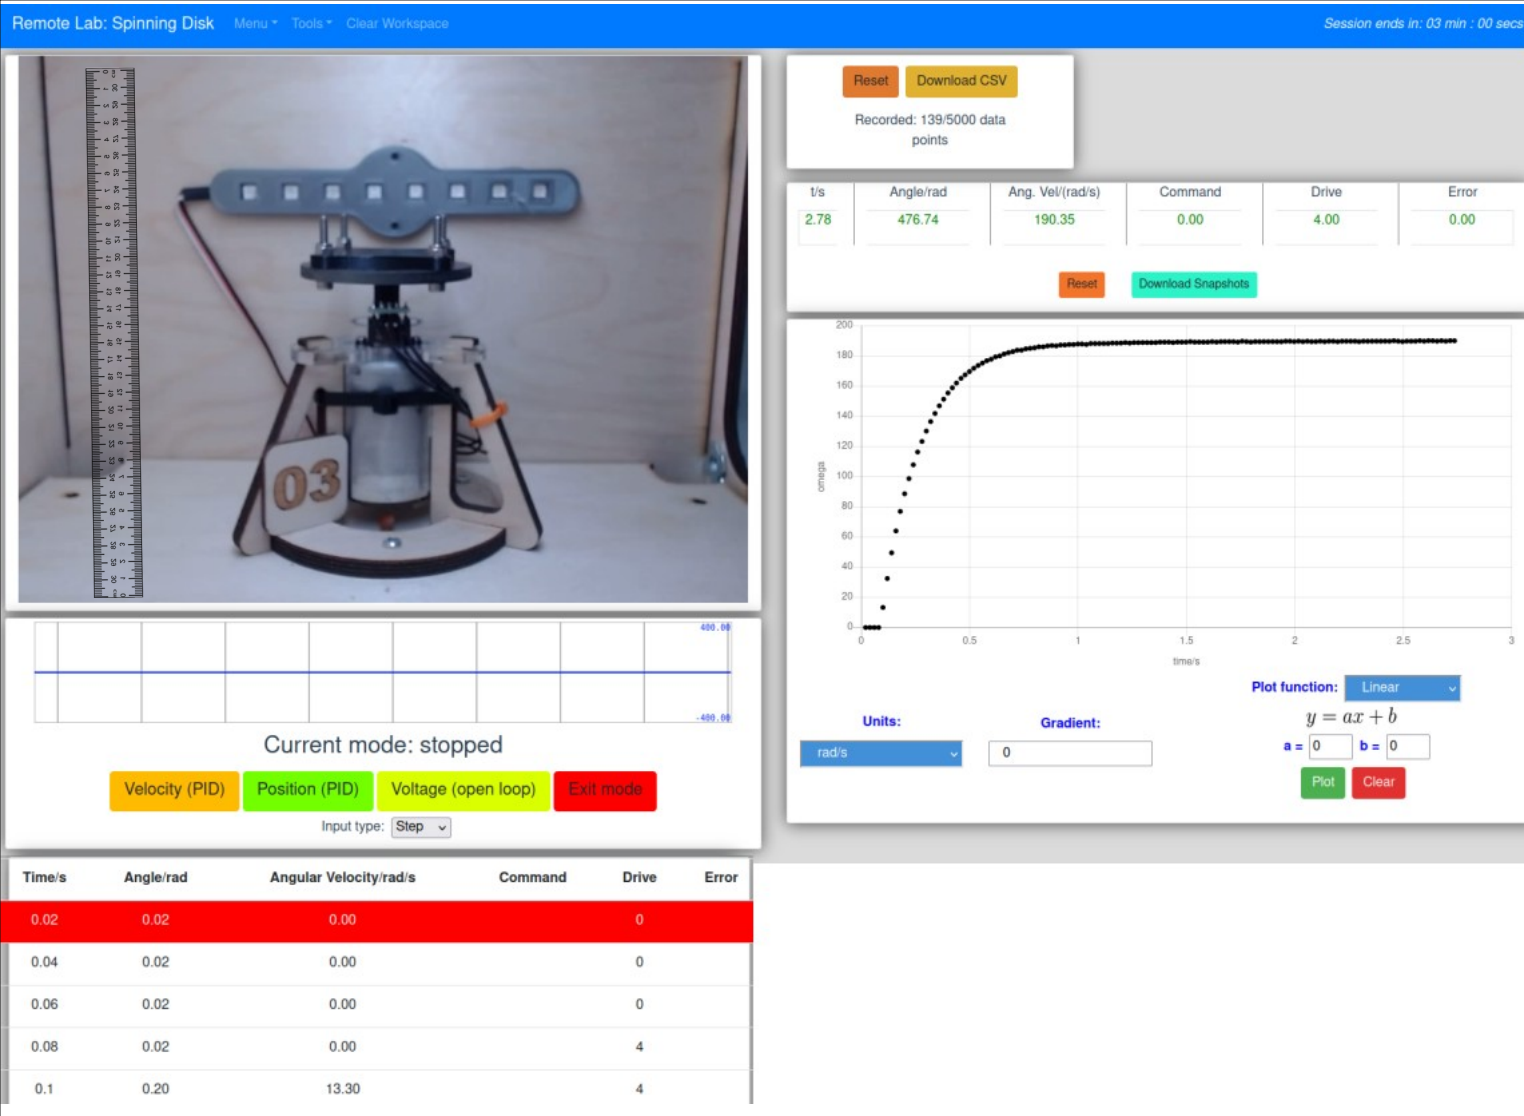 Remote Lab: Spinning Disk Menu Tools Clear Workspace Session ends in: 03 min : 00 secs
Reset Download CSV
Recorded: 139/5000 data
points
t/s Angle/rad Ang. Vel/(rad/s) Command Drive Error
2.78 476.74 190.35 0.00 4.00 0.00
Reset Download Snapshots
03
200
180
160
140
120
100
80
60
40
20
0
omega
0 0.5 1 1.5 2 2.5 3
time/s
Plot function: Linear
y = ax + b
Units: Gradient:
rad/s 0
a = 0 b = 0
Plot Clear
400.00
-400.00
Current mode: stopped
Velocity (PID) Position (PID) Voltage (open loop) Exit mode
Input type: Step
Time/s Angle/rad Angular Velocity/rad/s Command Drive Error
0.02 0.02 0.00 0
0.04 0.02 0.00 0
0.06 0.02 0.00 0
0.08 0.02 0.00 4
0.1 0.20 13.30 4